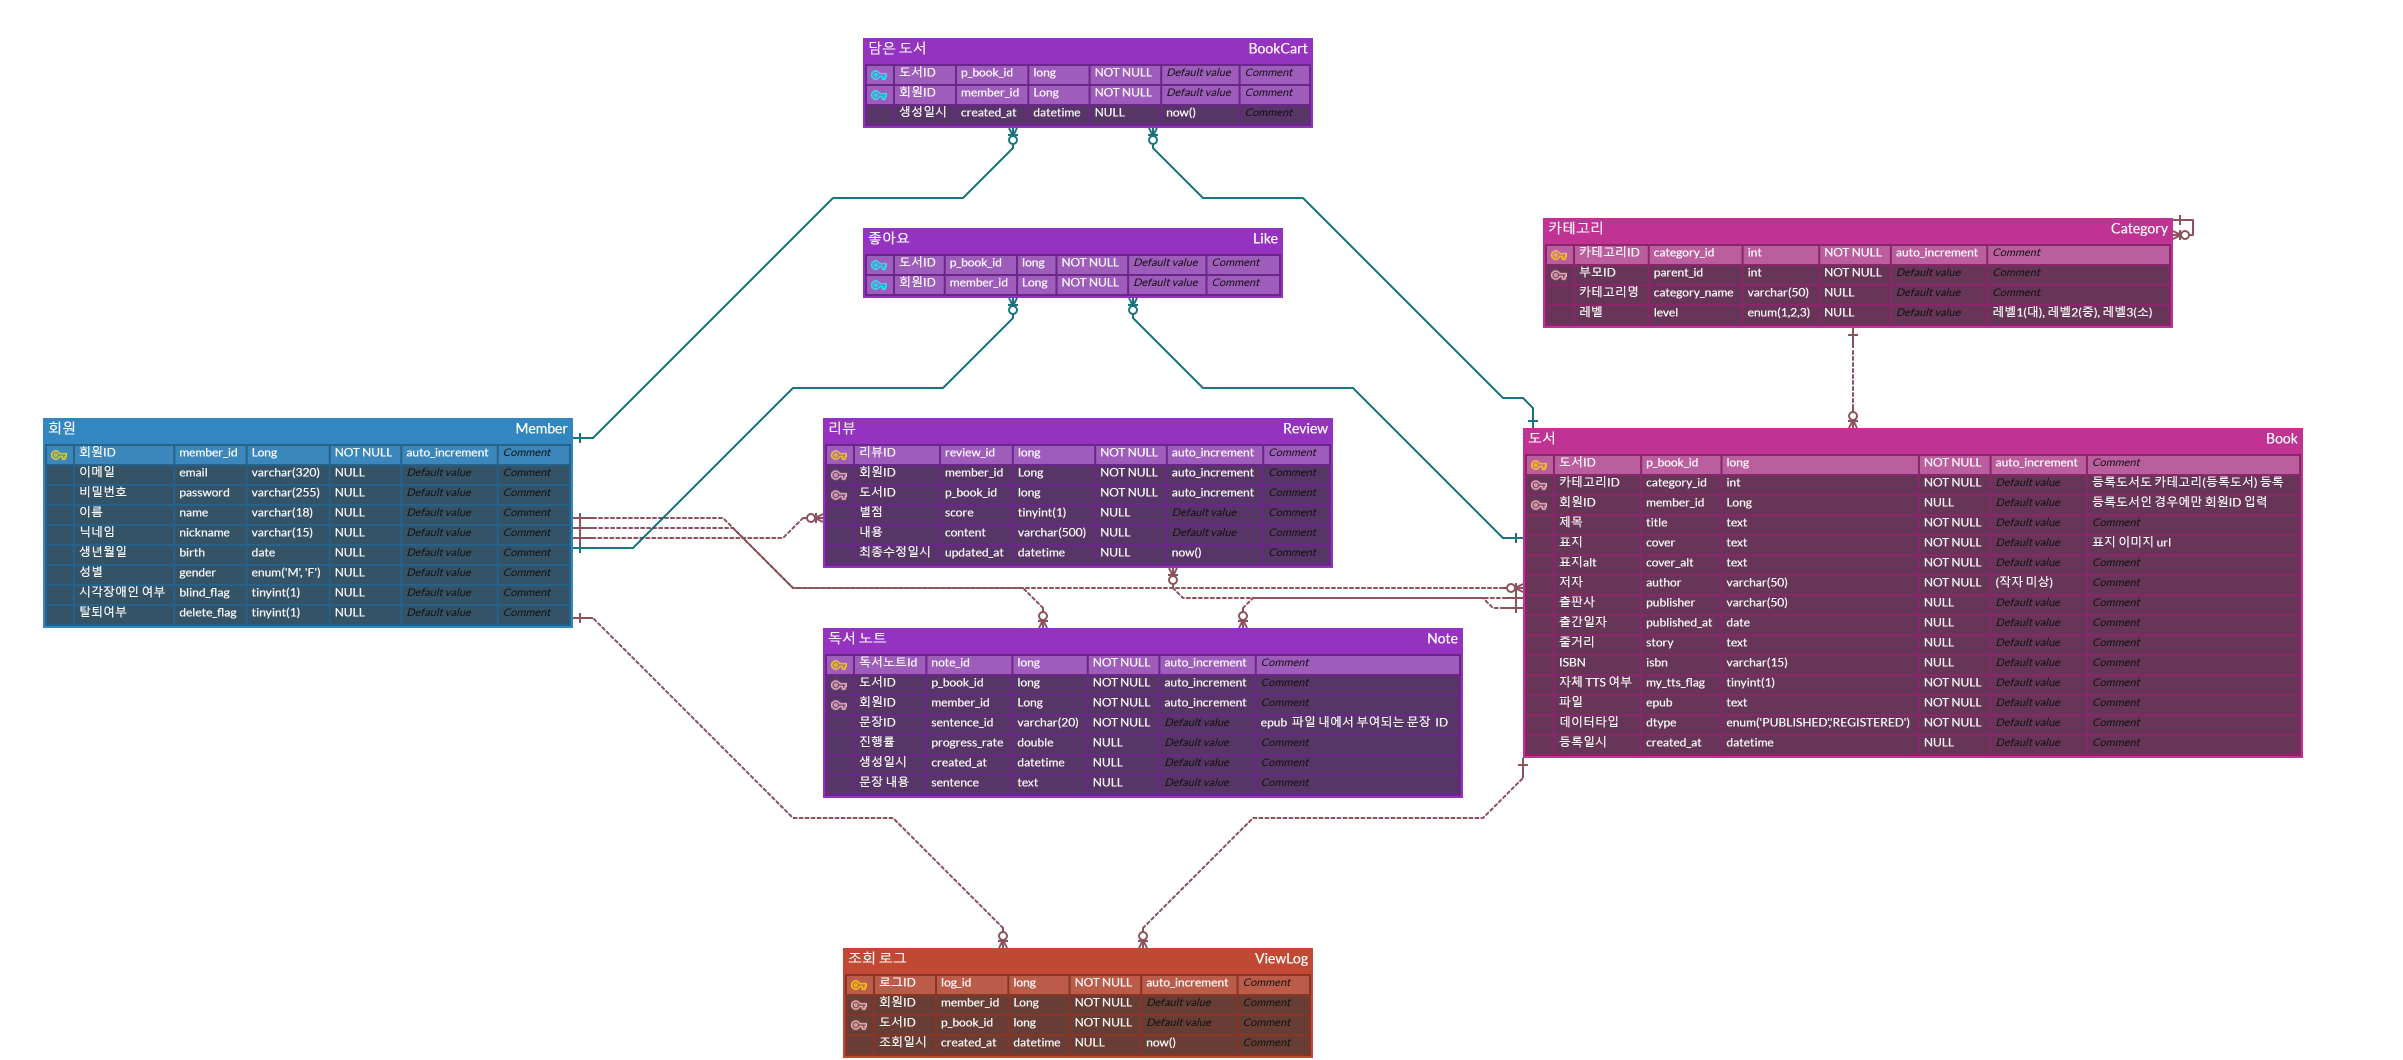 담은 도서 BookCart
도서ID p_book_id long NOT NULL Default value Comment
회원ID member_id Long NOT NULL Default value Comment
생성일시 created_at datetime NULL now() Comment
좋아요 Like
도서ID p_book_id long NOT NULL Default value Comment
회원ID member_id Long NOT NULL Default value Comment
카테고리 Category
카테고리ID category_id int NOT NULL auto_increment Comment
부모ID parent_id int NOT NULL Default value Comment
카테고리명 category_name varchar(50) NULL Default value Comment
레벨 level enum(1,2,3) NULL Default value 레벨1(대), 레벨2(중), 레벨3(소)
회원 Member
회원ID member_id Long NOT NULL auto_increment Comment
이메일 email varchar(320) NULL Default value Comment
비밀번호 password varchar(255) NULL Default value Comment
이름 name varchar(18) NULL Default value Comment
닉네임 nickname varchar(15) NULL Default value Comment
생년월일 birth date NULL Default value Comment
성별 gender enum('M', 'F') NULL Default value Comment
시각장애인 여부 blind_flag tinyint(1) NULL Default value Comment
탈퇴여부 delete_flag tinyint(1) NULL Default value Comment
리뷰 Review
리뷰ID review_id long NOT NULL auto_increment Comment
회원ID member_id Long NOT NULL auto_increment Comment
도서ID p_book_id long NOT NULL auto_increment Comment
별점 score tinyint(1) NULL Default value Comment
내용 content varchar(500) NULL Default value Comment
최종수정일시 updated_at datetime NULL now() Comment
도서 Book
도서ID p_book_id long NOT NULL auto_increment Comment
카테고리ID category_id int NOT NULL Default value 등록도서도 카테고리(등록도서) 등록
회원ID member_id Long NULL Default value 등록도서인 경우에만 회원ID 입력
제목 title text NOT NULL Default value Comment
표지 cover text NOT NULL Default value 표지 이미지 url
표지alt cover_alt text NOT NULL Default value Comment
저자 author varchar(50) NOT NULL (작자 미상) Comment
출판사 publisher varchar(50) NULL Default value Comment
출간일자 published_at date NULL Default value Comment
줄거리 story text NULL Default value Comment
ISBN isbn varchar(15) NULL Default value Comment
자체 TTS 여부 my_tts_flag tinyint(1) NOT NULL Default value Comment
파일 epub text NOT NULL Default value Comment
데이터타입 dtype enum('PUBLISHED','REGISTERED') NOT NULL Default value Comment
등록일시 created_at datetime NULL Default value Comment
독서 노트 Note
독서노트Id note_id long NOT NULL auto_increment Comment
도서ID p_book_id long NOT NULL auto_increment Comment
회원ID member_id Long NOT NULL auto_increment Comment
문장ID sentence_id varchar(20) NOT NULL Default value epub 파일 내에서 부여되는 문장 ID
진행률 progress_rate double NULL Default value Comment
생성일시 created_at datetime NULL Default value Comment
문장 내용 sentence text NULL Default value Comment
조회 로그 ViewLog
로그ID log_id long NOT NULL auto_increment Comment
회원ID member_id Long NOT NULL Default value Comment
도서ID p_book_id long NOT NULL Default value Comment
조회일시 created_at datetime NULL now() Comment